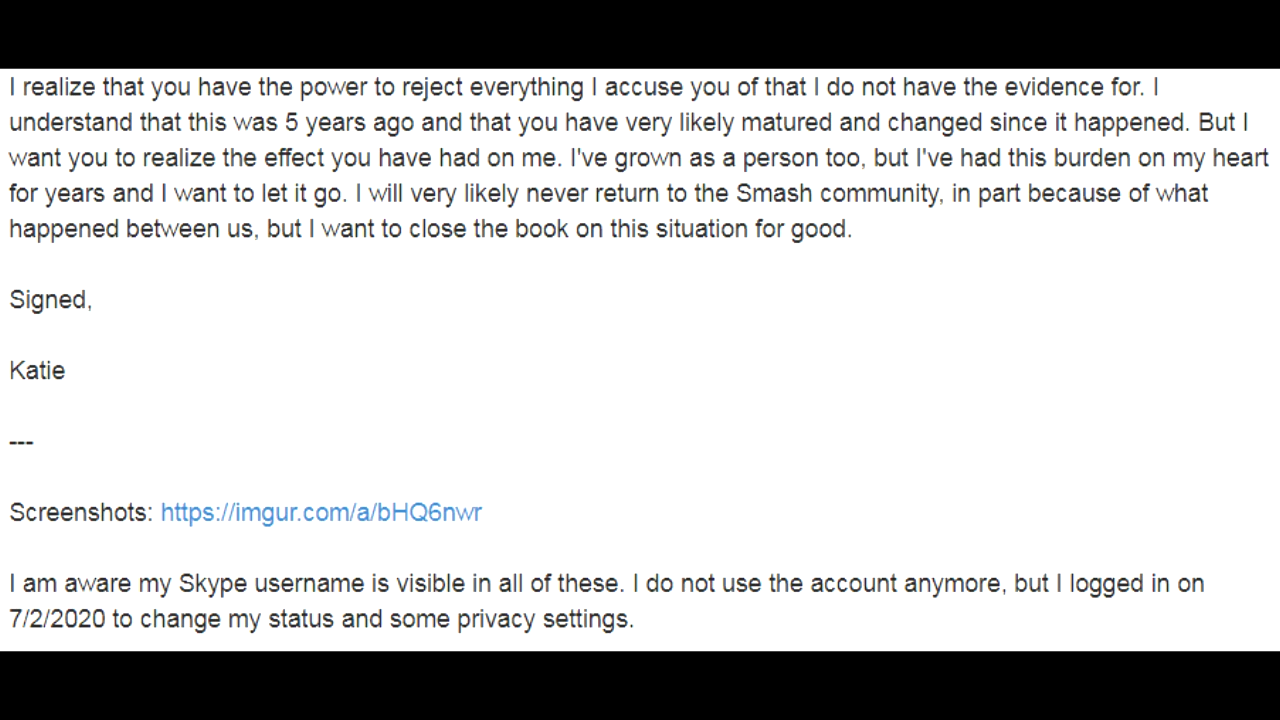 I realize that you have the power to reject everything I accuse you of that I do not have the evidence for. I
understand that this was 5 years ago and that you have very likely matured and changed since it happened. But I
want you to realize the effect you have had on me. I've grown as a person too, but I've had this burden on my heart
for years and I want to let it go. I will very likely never return to the Smash community, in part because of what
happened between us, but I want to close the book on this situation for good.
Signed,
Katie
---
Screenshots: https://imgur.com/a/bHQ6nwr
I am aware my Skype username is visible in all of these. I do not use the account anymore, but I logged in on
7/2/2020 to change my status and some privacy settings.